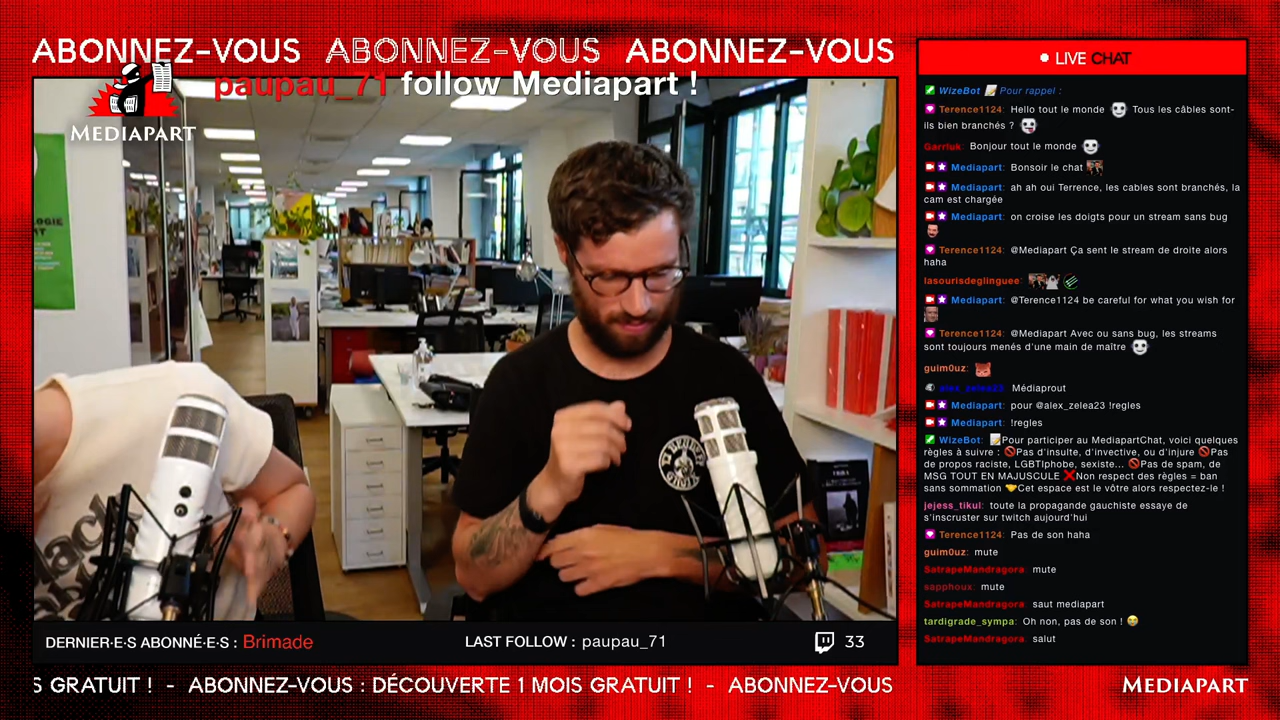 ABONNEZ-VOUS ABONNEZ-VOUS ABONNEZ-VOUS
paupau_71 follow Mediapart !
MEDIAPART
LIVE CHAT
WizeBot Pour rappel :
Terence1124: Hello tout le monde Tous les câbles sont-
ils bien branchés ?
Garrluk: Bonjour tout le monde
Mediapart: Bonsoir le chat
Mediapart: ah ah oui Terrence, les cables sont branchés, la
cam est chargée
Mediapart: on croise les doigts pour un stream sans bug
Terence1124: @Mediapart Ça sent le stream de droite alors
haha
lasourisdeglinguee:
Mediapart: @Terence1124 be careful for what you wish for
Terence1124: @Mediapart Avec ou sans bug, les streams
sont toujours menés d'une main de maître
guim0uz:
alex_zelea23 Médiaprout
Mediapart: pour @alex_zelea23 !regles
Mediapart: !regles
WizeBot: Pour participer au MediapartChat, voici quelques
règles à suivre : Pas d'insulte, d'invective, ou d'injure Pas
de propos raciste, LGBTIphobe, sexiste... Pas de spam, de
MSG TOUT EN MAJUSCULE Non respect des règles = ban
sans sommation Cet espace est le vôtre alors respectez-le !
jejess_tikul: toute la propagande gauchiste essaye de
s'inscruster sur twitch aujourd'hui
Terence1124: Pas de son haha
guim0uz: mute
SatrapeMandragora: mute
sapphoux: mute
SatrapeMandragora: saut mediapart
tardigrade_sympa: Oh non, pas de son !
SatrapeMandragora: salut
DERNIER·E·S ABONNÉ·E·S : Brimade
LAST FOLLOW : paupau_71
33
S GRATUIT ! - ABONNEZ-VOUS : DÉCOUVERTE 1 MOIS GRATUIT ! - ABONNEZ-VOUS
MEDIAPART